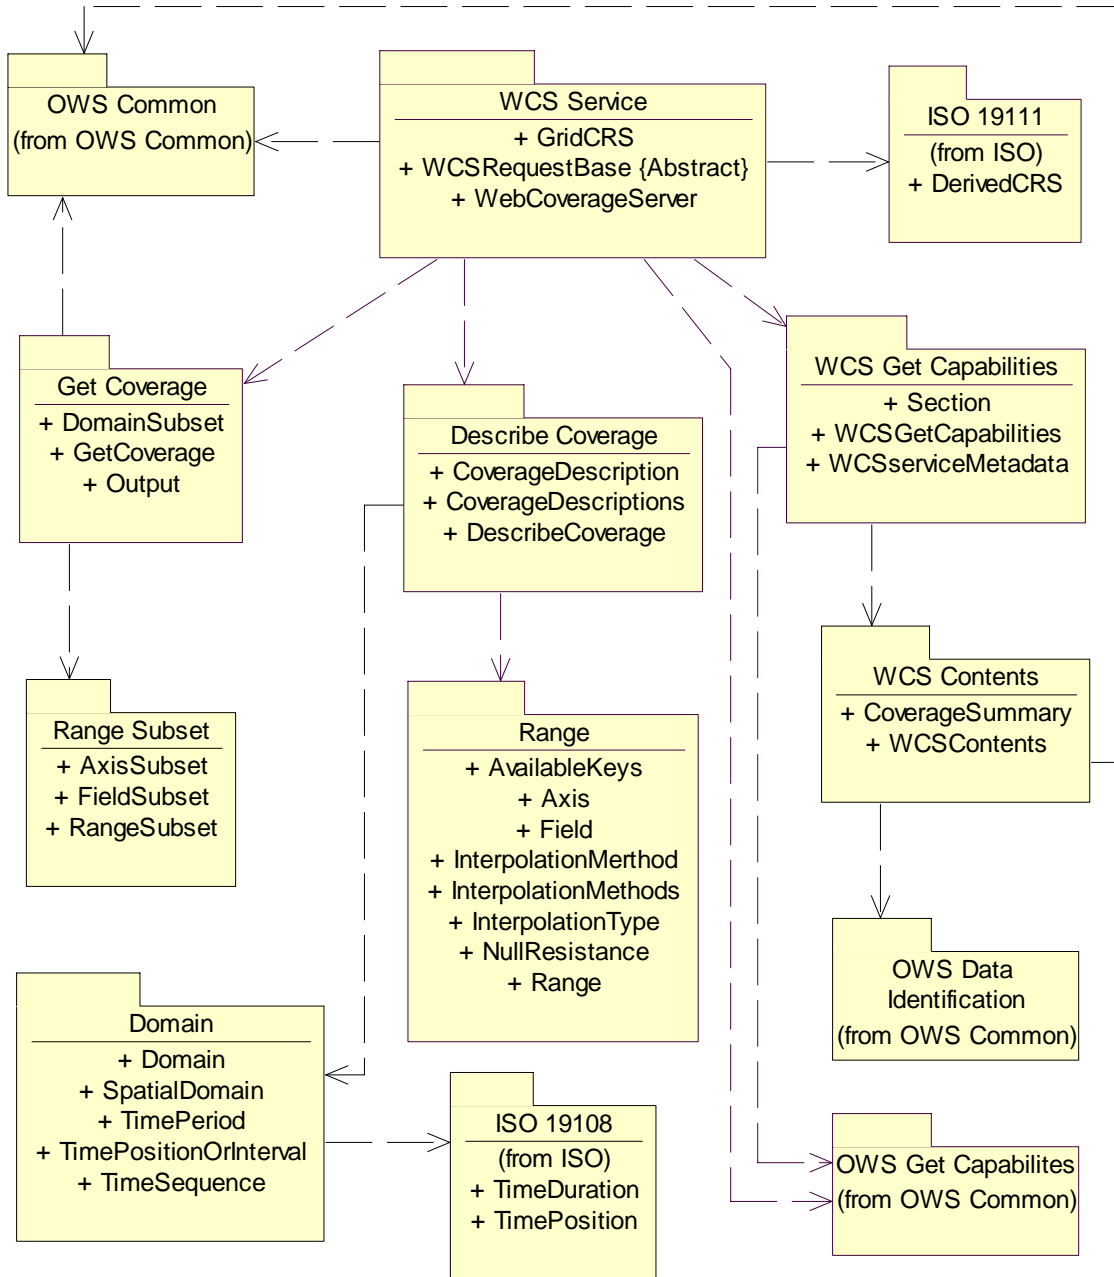 OWS Common
(from OWS Common)
WCS Service
+ GridCRS
+ WCSRequestBase {Abstract}
+ WebCoverageServer
ISO 19111
(from ISO)
+ DerivedCRS
Get Coverage
+ DomainSubset
+ GetCoverage
+ Output
Describe Coverage
+ CoverageDescription
+ CoverageDescriptions
+ DescribeCoverage
WCS Get Capabilities
+ Section
+ WCSGetCapabilities
+ WCSserviceMetadata
Range Subset
+ AxisSubset
+ FieldSubset
+ RangeSubset
Range
+ AvailableKeys
+ Axis
+ Field
+ InterpolationMerthod
+ InterpolationMethods
+ InterpolationType
+ NullResistance
+ Range
WCS Contents
+ CoverageSummary
+ WCSContents
OWS Data
Identification
(from OWS Common)
Domain
+ Domain
+ SpatialDomain
+ TimePeriod
+ TimePositionOrInterval
+ TimeSequence
ISO 19108
(from ISO)
+ TimeDuration
+ TimePosition
OWS Get Capabilites
(from OWS Common)